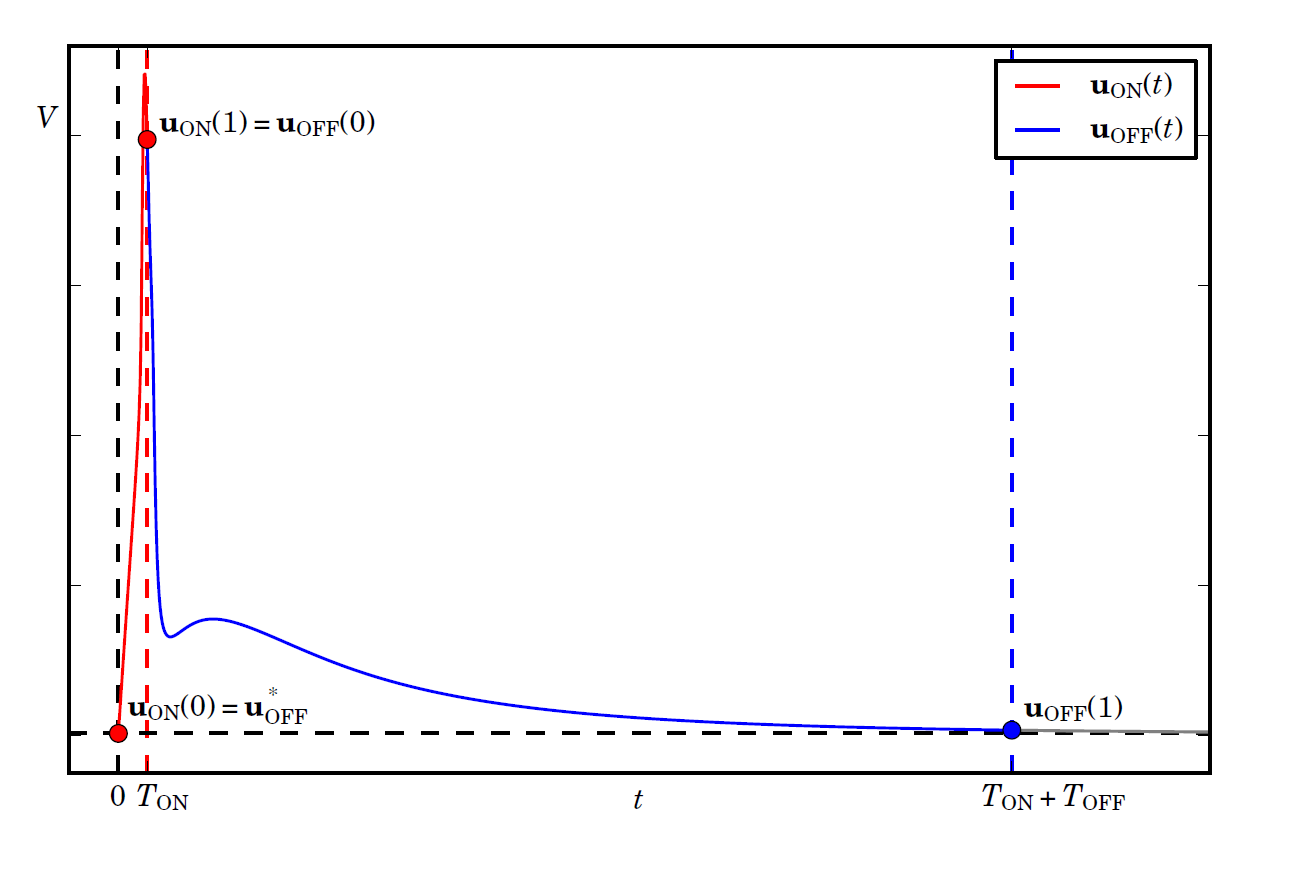 V
u_ON(t)
u_OFF(t)
u_ON(1) = u_OFF(0)
u_ON(0) = u*_OFF
u_OFF(1)
0 T_ON t T_ON + T_OFF